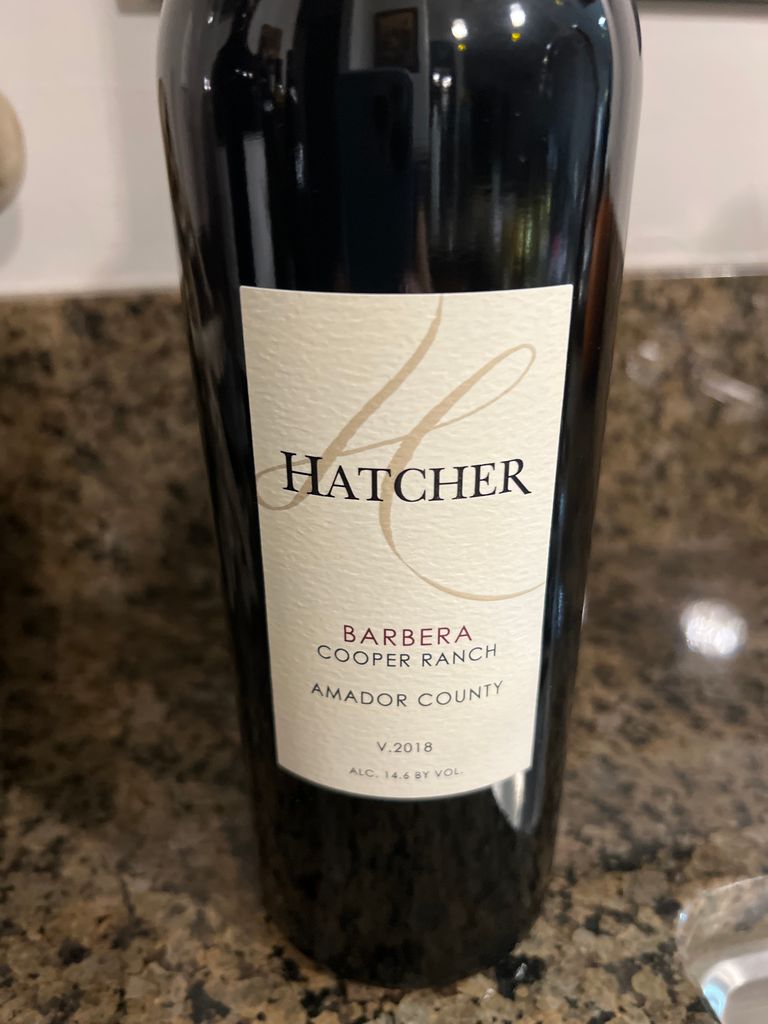 HATCHER
BARBERA
COOPER RANCH
AMADOR COUNTY
V.2018
ALC. 14.6 BY VOL.